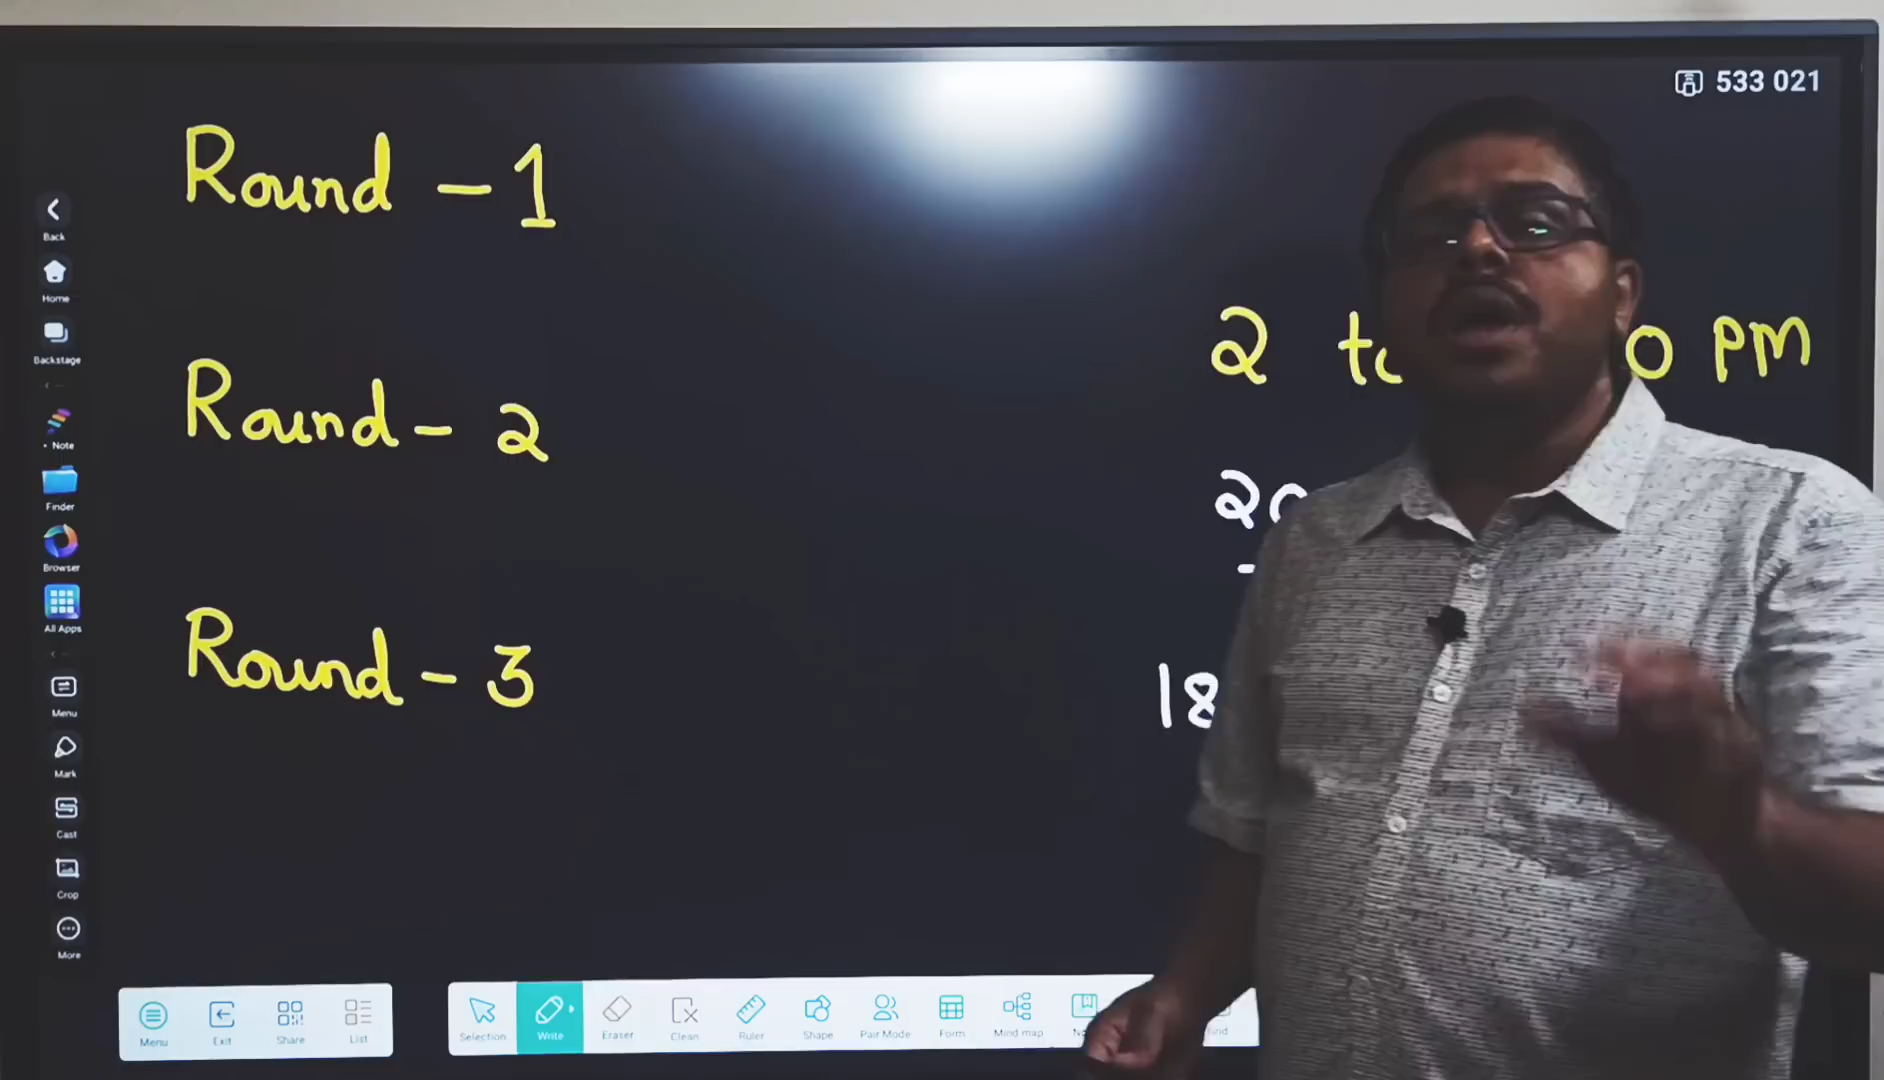 533 021
Round - 1
2 PM
Round - 2
Round - 3
Back
Home
Backstage
Note
Finder
Browser
All Apps
Menu
Mark
Cast
Crop
More
Menu Exit Share List
Selection Write Eraser Clean Ruler Shape Pair Mode Form Mind map